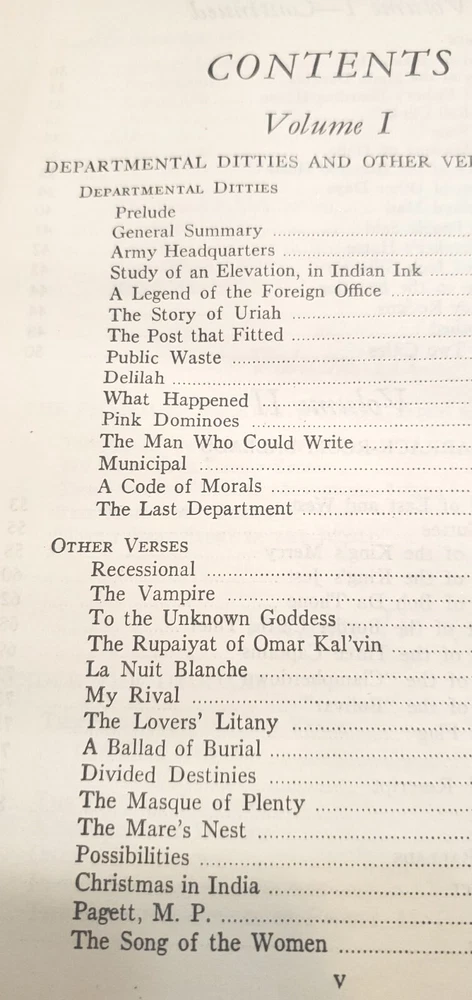 CONTENTS
Volume I
DEPARTMENTAL DITTIES AND OTHER
DEPARTMENTAL DITTIES
Prelude
General Summary
Army Headquarters
Study of an Elevation, in Indian Ink
A Legend of the Foreign Office
The Story of Uriah
The Post that Fitted
Public Waste
Delilah
What Happened
Pink Dominoes
The Man Who Could Write
Municipal
A Code of Morals
The Last Department
OTHER VERSES
Recessional
The Vampire
To the Unknown Goddess
The Rupaiyat of Omar Kal'vin
La Nuit Blanche
My Rival
The Lovers' Litany
A Ballad of Burial
Divided Destinies
The Masque of Plenty
The Mare's Nest
Possibilities
Christmas in India
Pagett, M. P.
The Song of the Women
v